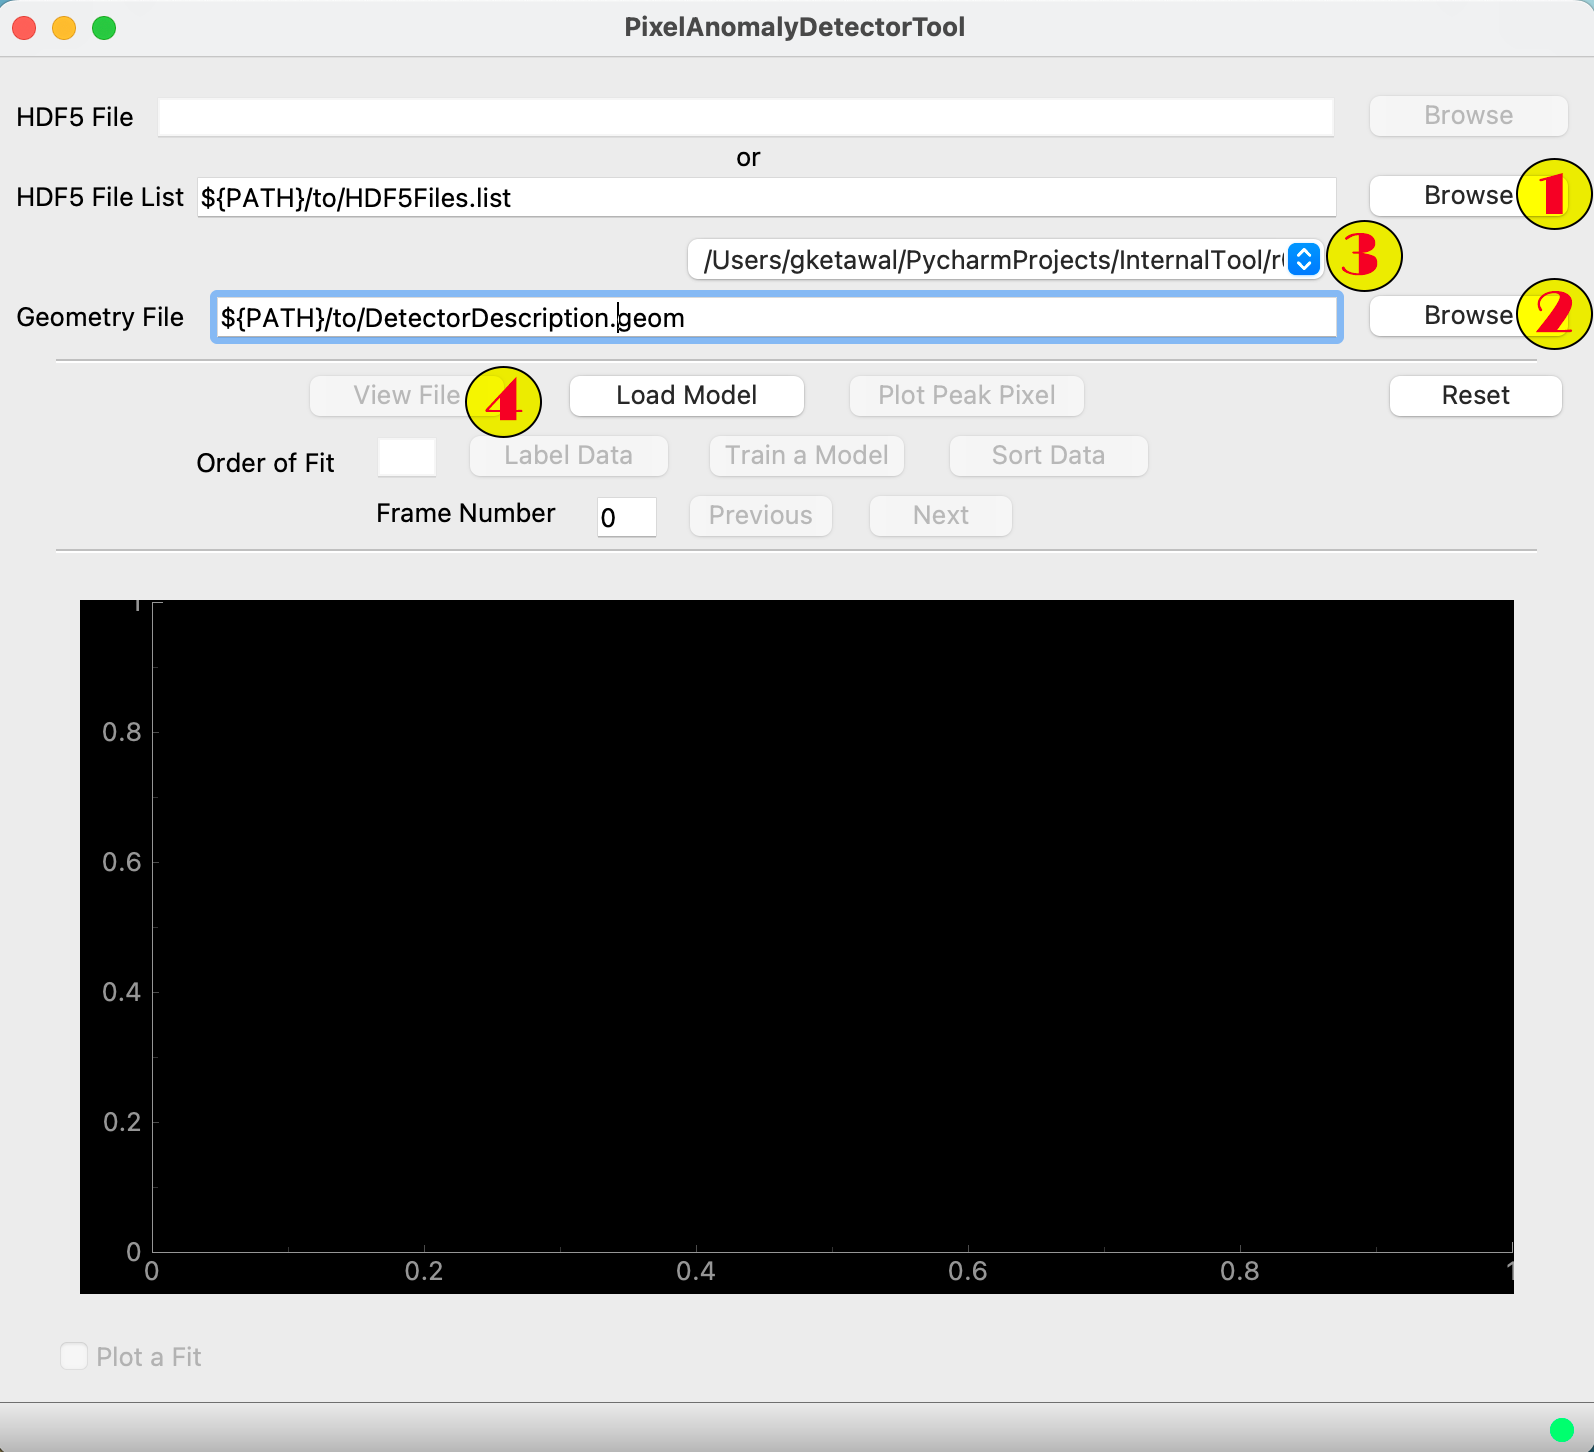 PixelAnomalyDetectorTool
HDF5 File
Browse
or
HDF5 File List ${PATH}/to/HDF5Files.list Browse 1
/Users/gketawal/PycharmProjects/InternalTool/r 3
Geometry File ${PATH}/to/DetectorDescription.geom Browse 2
View File 4 Load Model Plot Peak Pixel Reset
Order of Fit Label Data Train a Model Sort Data
Frame Number 0 Previous Next
1
0.8
0.6
0.4
0.2
0
0 0.2 0.4 0.6 0.8 1
Plot a Fit